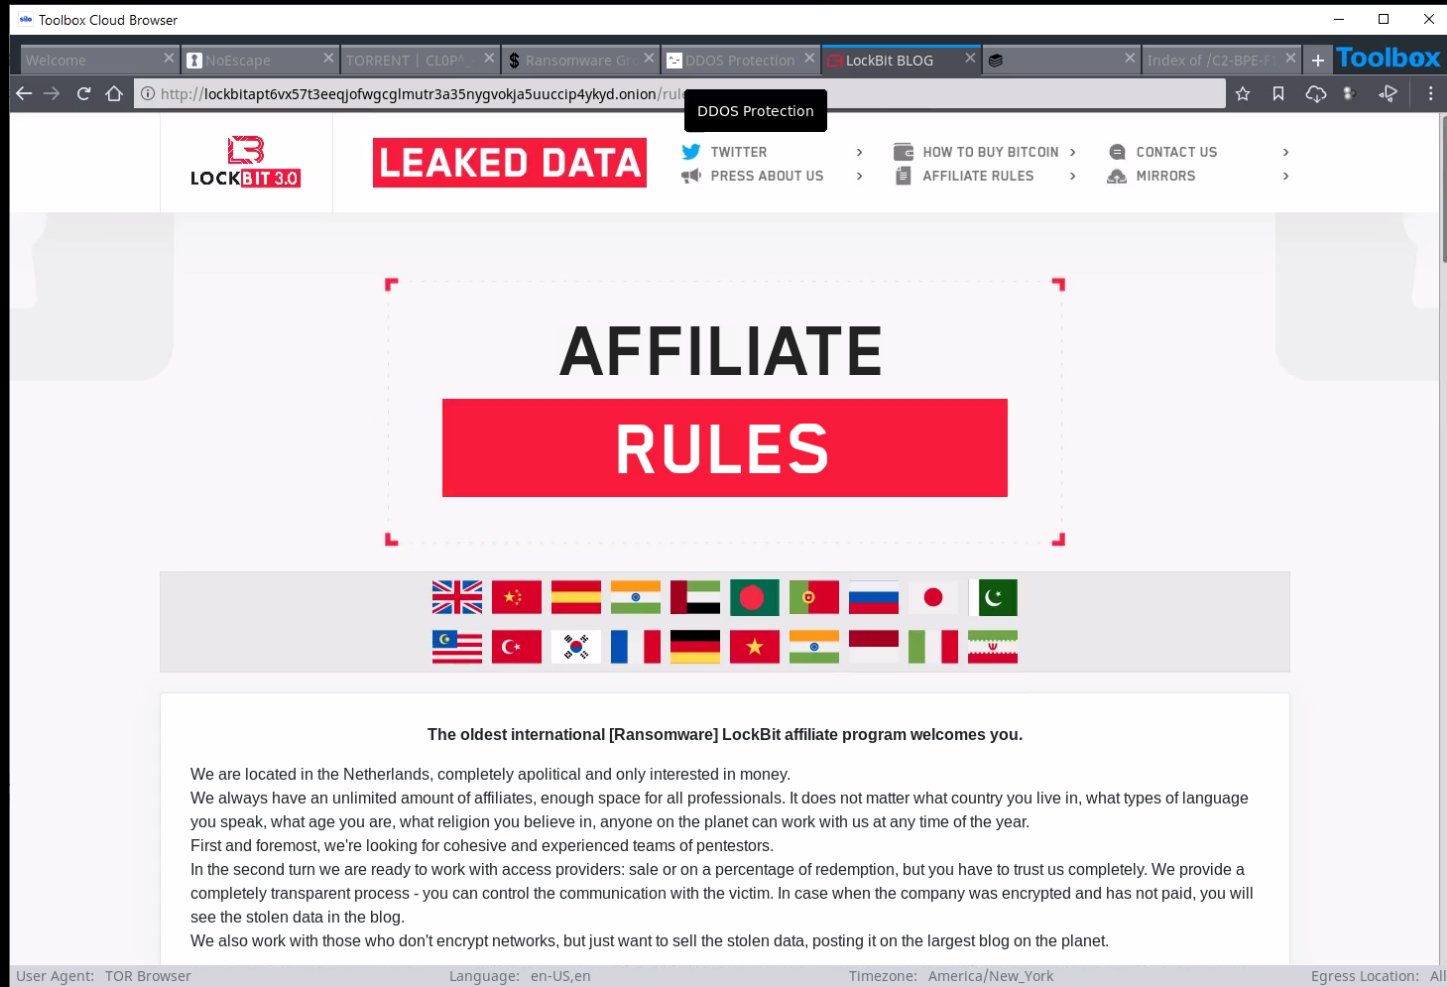 silo Toolbox Cloud Browser
Welcome NoEscape TORRENT | CL0P^_- Ransomware Gro DDOS Protection LockBit BLOG Index of /C2-BPE-F Toolbox
http://lockbitapt6vx57t3eeqjofwgcglmutr3a35nygvokja5uuccip4ykyd.onion/rule
DDOS Protection
LOCKBIT 3.0
LEAKED DATA
TWITTER HOW TO BUY BITCOIN CONTACT US
PRESS ABOUT US AFFILIATE RULES MIRRORS
AFFILIATE
RULES
The oldest international [Ransomware] LockBit affiliate program welcomes you.
We are located in the Netherlands, completely apolitical and only interested in money.
We always have an unlimited amount of affiliates, enough space for all professionals. It does not matter what country you live in, what types of language
you speak, what age you are, what religion you believe in, anyone on the planet can work with us at any time of the year.
First and foremost, we're looking for cohesive and experienced teams of pentestors.
In the second turn we are ready to work with access providers: sale or on a percentage of redemption, but you have to trust us completely. We provide a
completely transparent process - you can control the communication with the victim. In case when the company was encrypted and has not paid, you will
see the stolen data in the blog.
We also work with those who don't encrypt networks, but just want to sell the stolen data, posting it on the largest blog on the planet.
User Agent: TOR Browser Language: en-US,en Timezone: America/New_York Egress Location: All